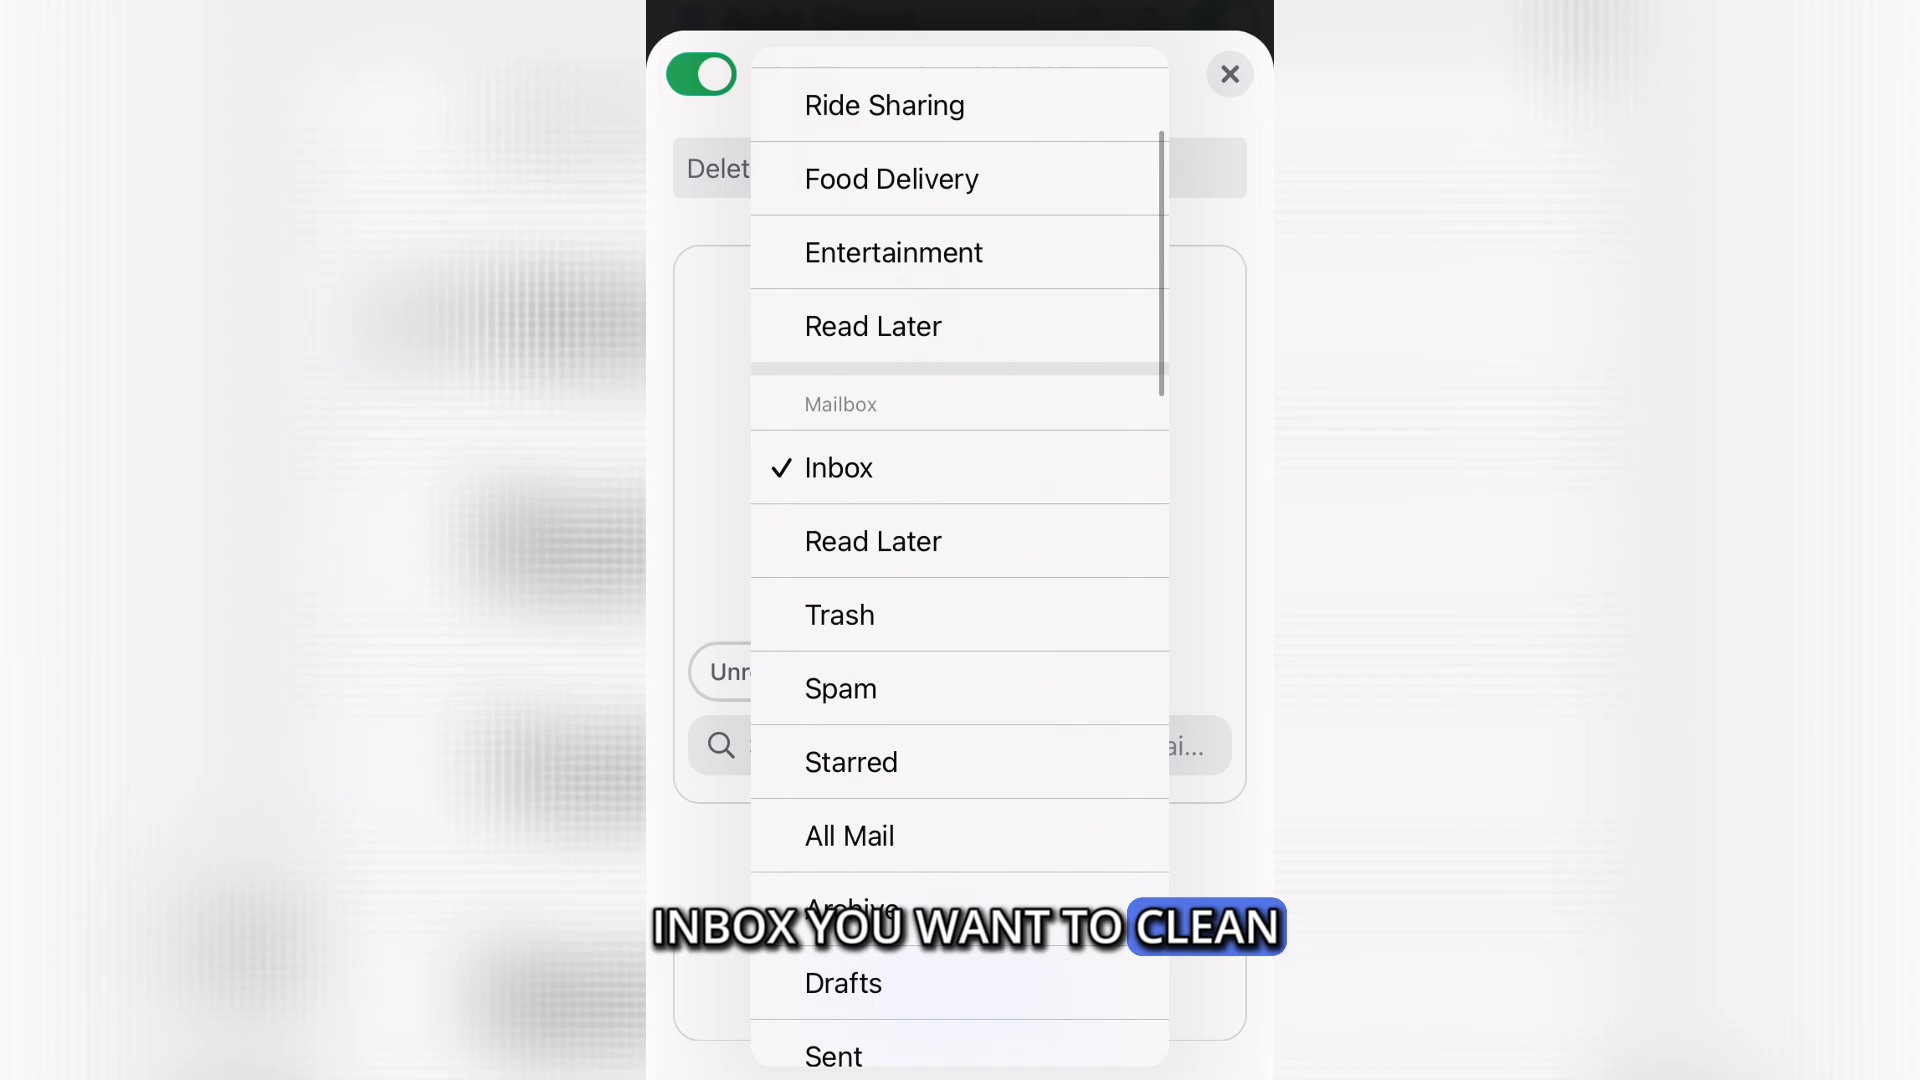 Ride Sharing
Delet
Food Delivery
Entertainment
Read Later
Mailbox
Inbox
Read Later
Trash
Unr
Spam
ai...
Starred
All Mail
Archive
INBOX YOU WANT TO CLEAN
Drafts
Sent